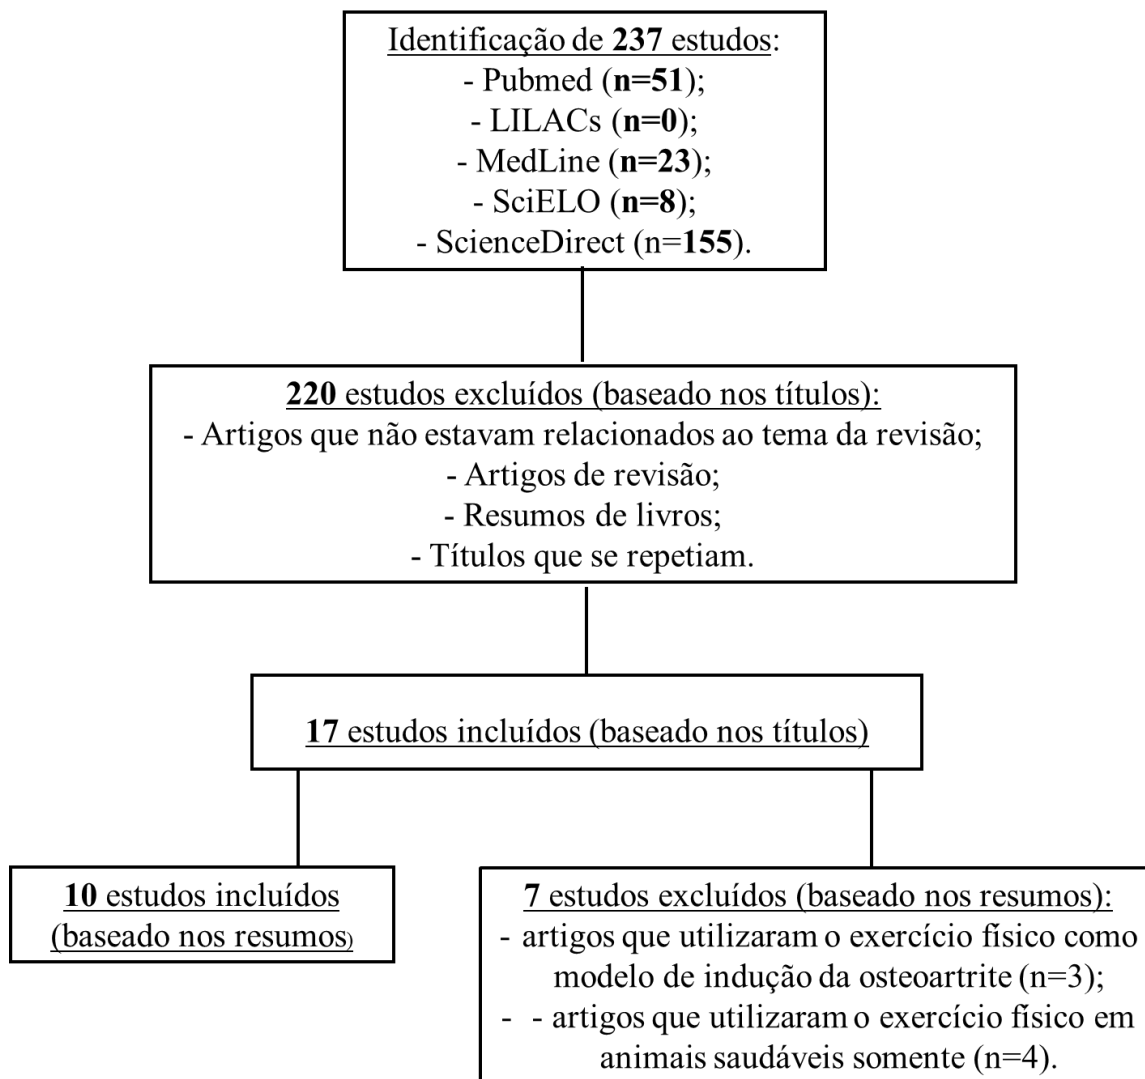 Identificação de 237 estudos:
- Pubmed (n=51);
- LILACs (n=0);
- MedLine (n=23);
- SciELO (n=8);
- ScienceDirect (n=155).
220 estudos excluídos (baseado nos títulos):
- Artigos que não estavam relacionados ao tema da revisão;
- Artigos de revisão;
- Resumos de livros;
- Títulos que se repetiam.
17 estudos incluídos (baseado nos títulos)
10 estudos incluídos
(baseado nos resumos)
7 estudos excluídos (baseado nos resumos):
- artigos que utilizaram o exercício físico como
modelo de indução da osteoartrite (n=3);
- - artigos que utilizaram o exercício físico em
animais saudáveis somente (n=4).